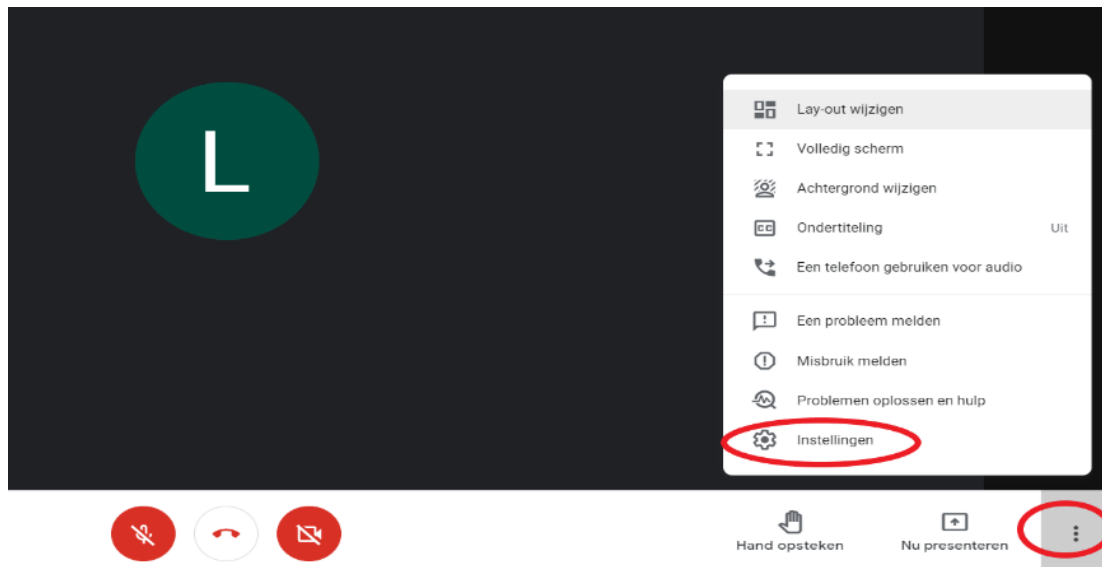 L
Lay-out wijzigen
Volledig scherm
Achtergrond wijzigen
Ondertiteling Uit
Een telefoon gebruiken voor audio
Een probleem melden
Misbruik melden
Problemen oplossen en hulp
Instellingen
Hand opsteken Nu presenteren